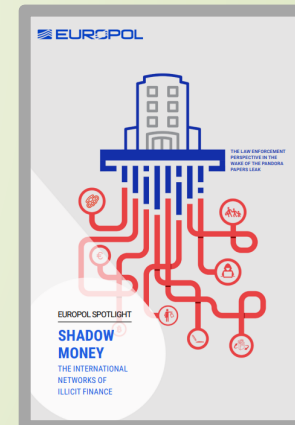 EUROPOL
THE LAW ENFORCEMENT
PERSPECTIVE IN THE
WAKE OF THE PANDORA
PAPERS LEAK
EUROPOL SPOTLIGHT
SHADOW
MONEY
THE INTERNATIONAL
NETWORKS OF
ILLICIT FINANCE